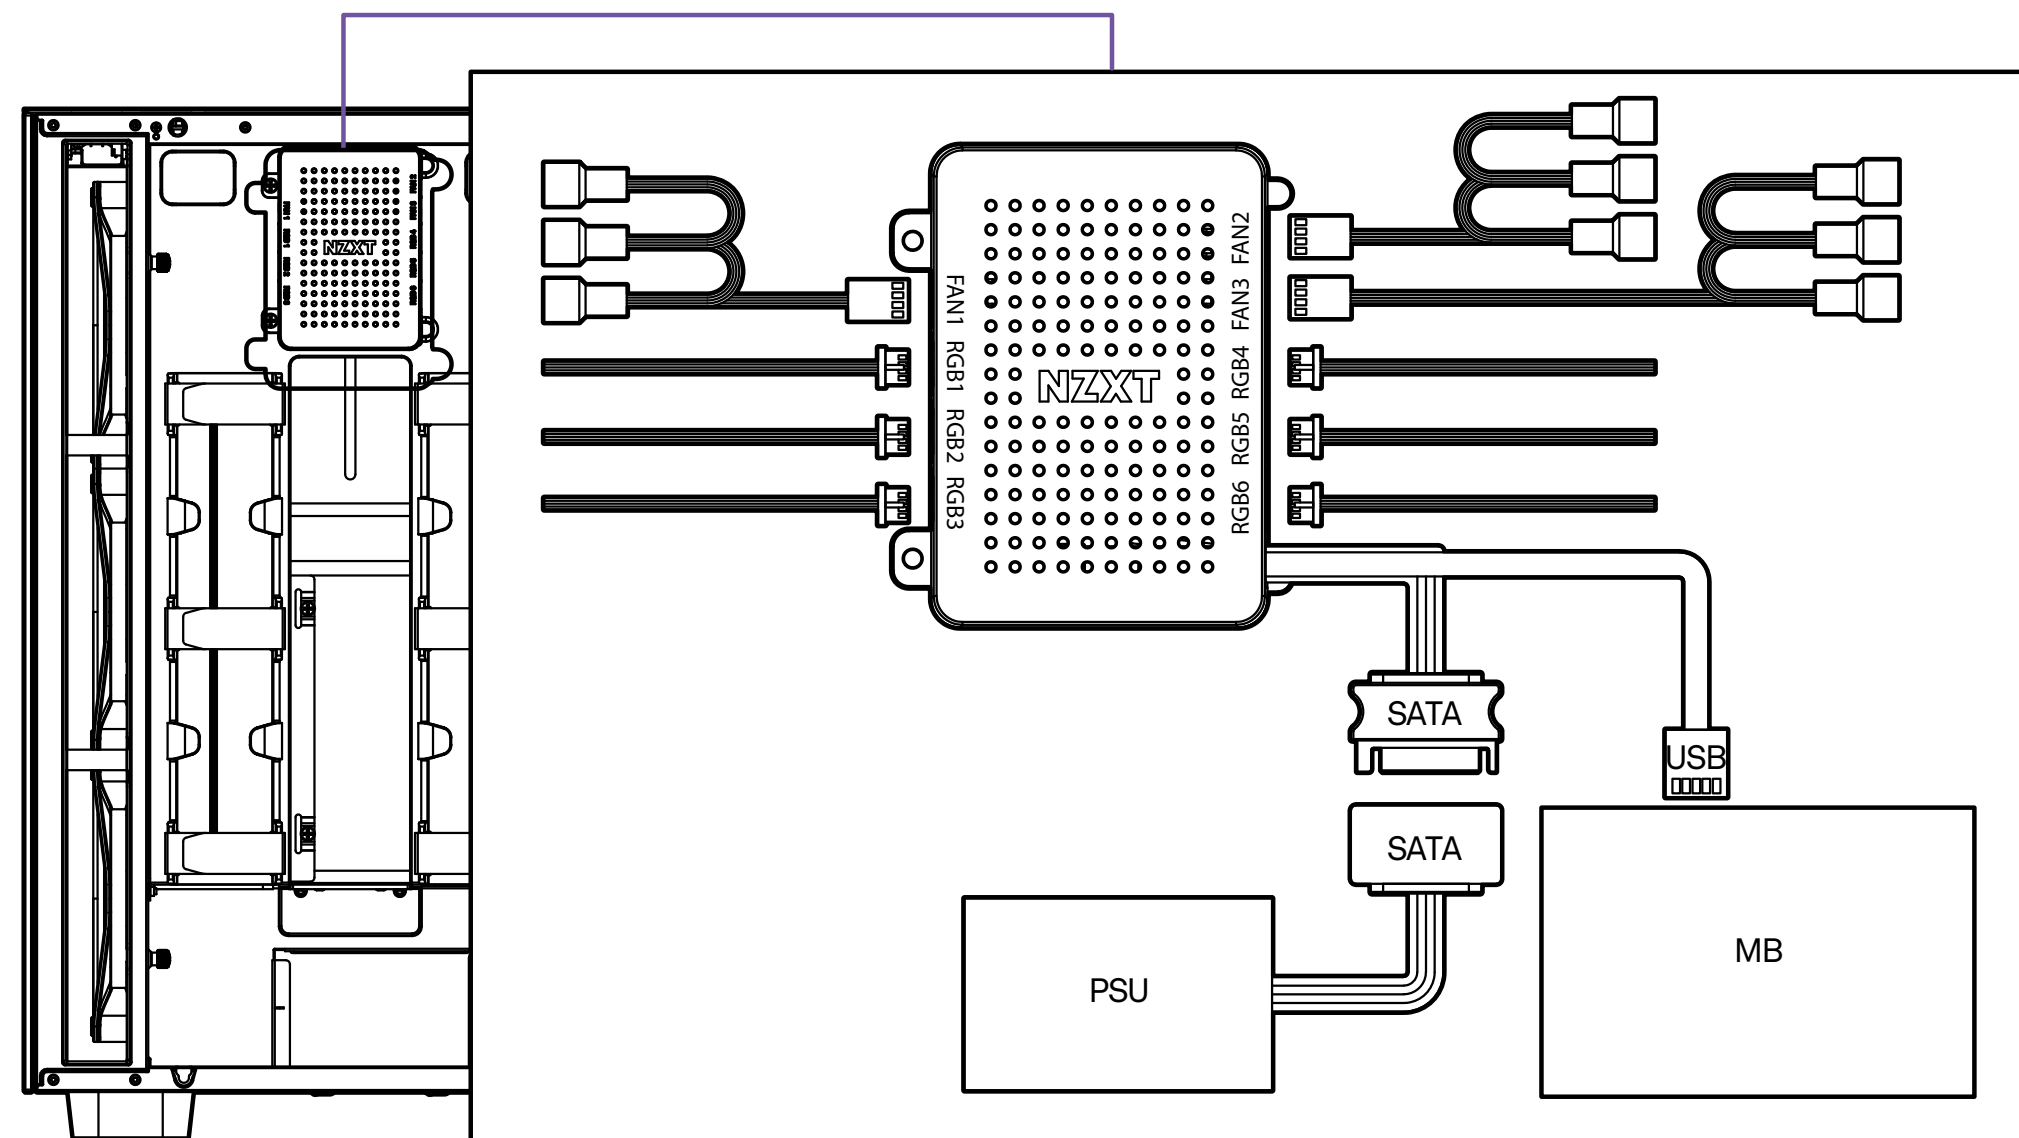 NZXT
FAN1
RGB1
RGB2
RGB3
NZXT
FAN2
FAN3
RGB4
RGB5
RGB6
SATA
USB
SATA
PSU
MB